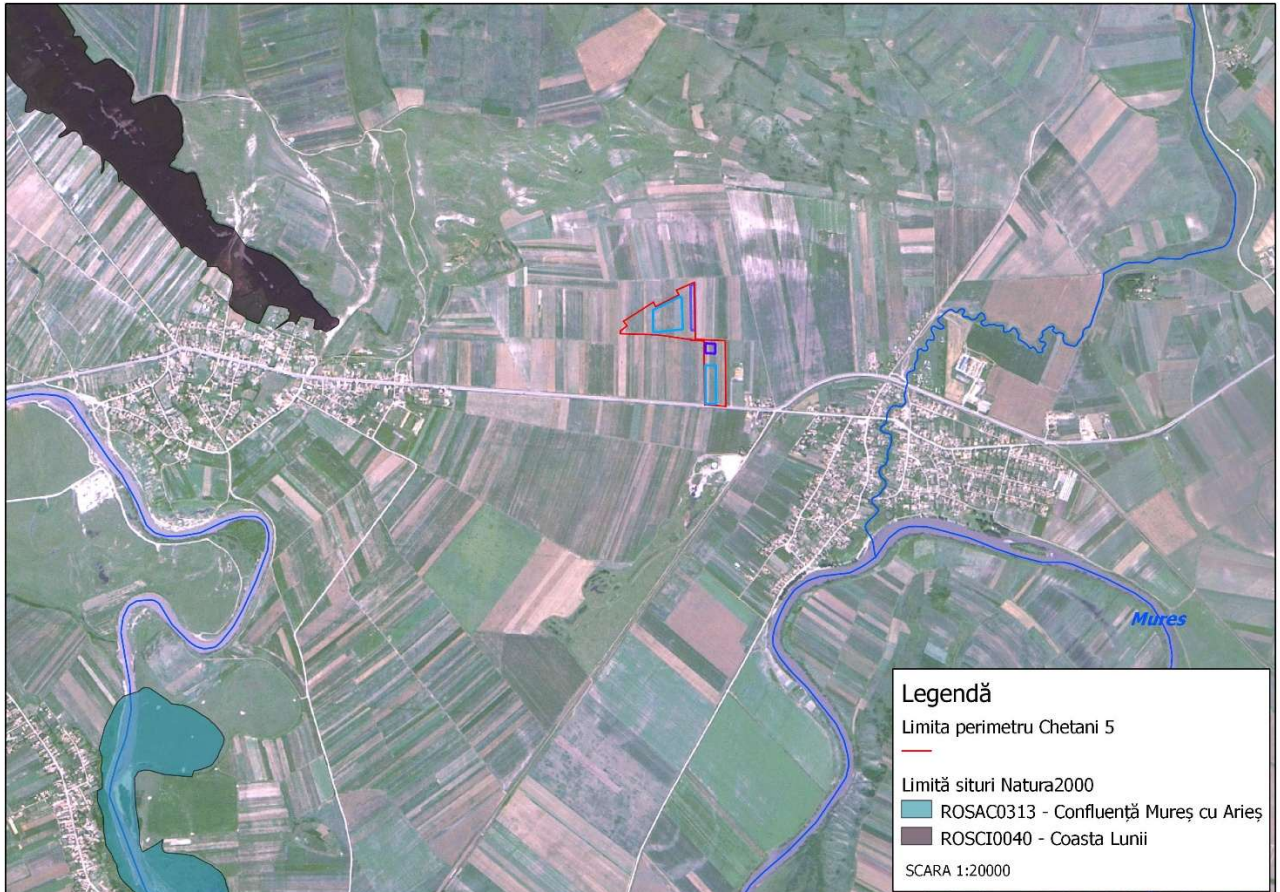 Mures
Legendă
Limita perimetru Chetani 5
Limită situri Natura2000
ROSAC0313 - Confluență Mureș cu Arieș
ROSCI0040 - Coasta Lunii
SCARA 1:20000